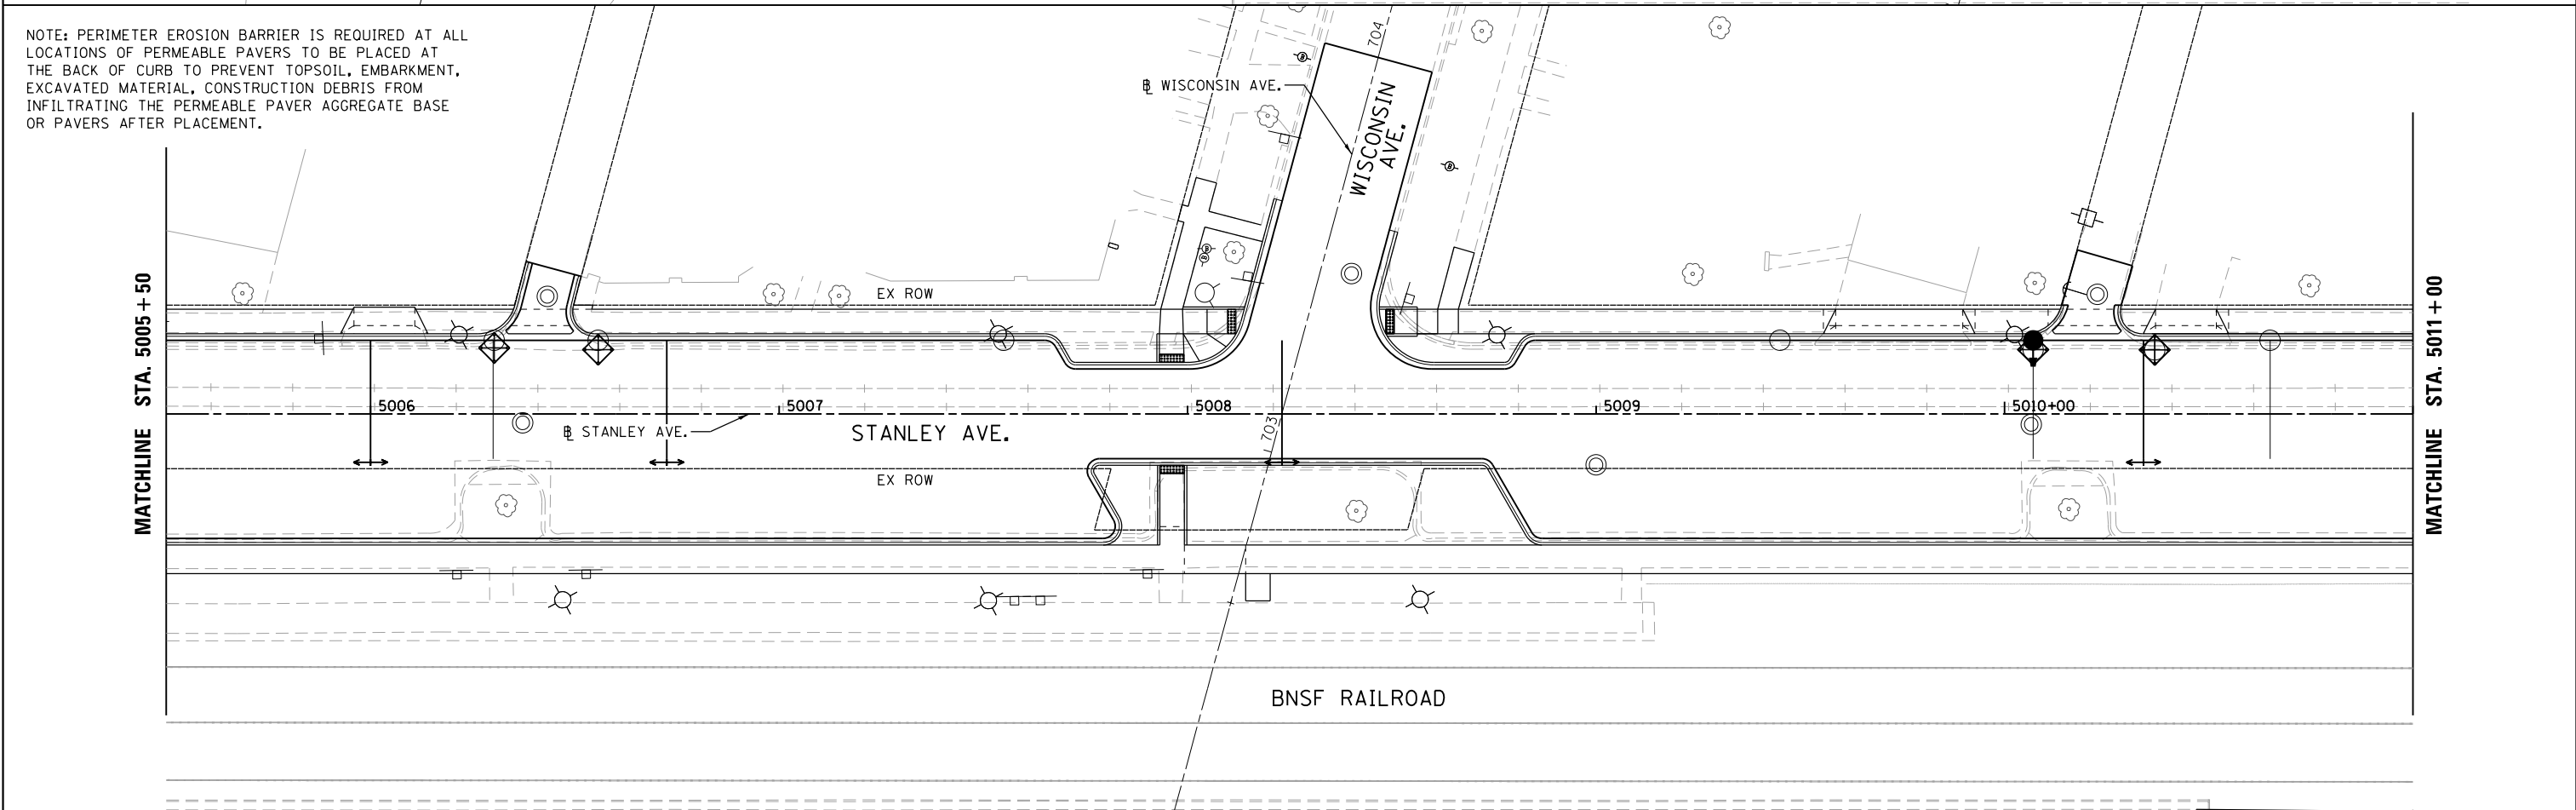 NOTE: PERIMETER EROSION BARRIER IS REQUIRED AT ALL
LOCATIONS OF PERMEABLE PAVERS TO BE PLACED AT
THE BACK OF CURB TO PREVENT TOPSOIL, EMBARKMENT,
EXCAVATED MATERIAL, CONSTRUCTION DEBRIS FROM
INFILTRATING THE PERMEABLE PAVER AGGREGATE BASE
OR PAVERS AFTER PLACEMENT.
704
℄ WISCONSIN AVE.
WISCONSIN
AVE.
MATCHLINE STA. 5005+50
EX ROW
5006
5007
5008
5009
5010+00
703
℄ STANLEY AVE.
STANLEY AVE.
EX ROW
MATCHLINE STA. 5011+00
BNSF RAILROAD